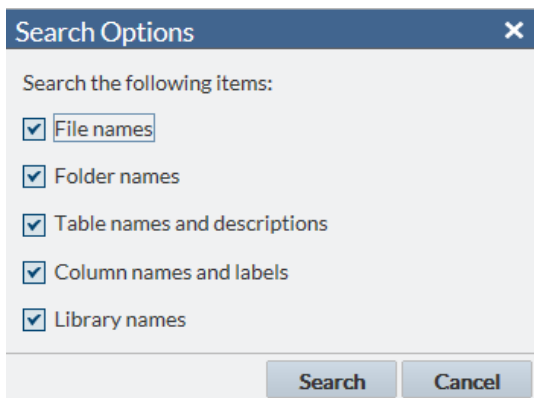 Search Options
Search the following items:
File names
Folder names
Table names and descriptions
Column names and labels
Library names
Search Cancel